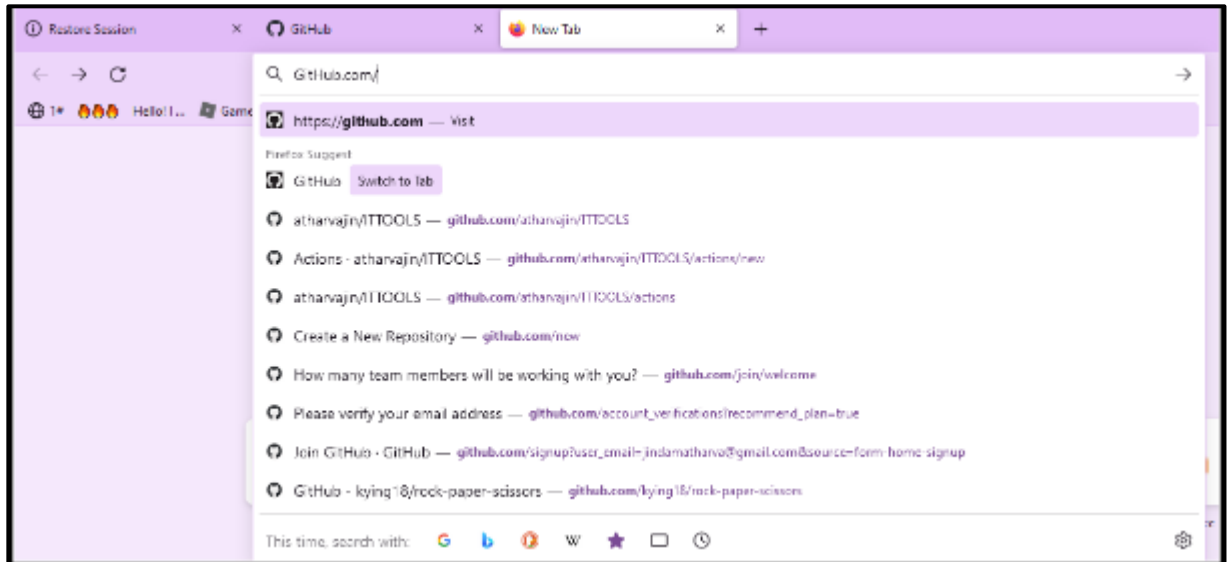 Restore Session GitHub New Tab
GitHub.com/
1* Hello! I... Game
https://github.com — Visit
Firefox Suggest
GitHub Switch to Tab
atharvajin/ITTOOLS — github.com/atharvajin/ITTOOLS
Actions · atharvajin/ITTOOLS — github.com/atharvajin/ITTOOLS/actions/new
atharvajin/ITTOOLS — github.com/atharvajin/ITTOOLS/actions
Create a New Repository — github.com/new
How many team members will be working with you? — github.com/join/welcome
Please verify your email address — github.com/account_verifications?recommend_plan=true
Join GitHub · GitHub — github.com/signup?user_email=jindamatharva@gmail.com&source=form-home-signup
GitHub - kying18/rock-paper-scissors — github.com/kying18/rock-paper-scissors
This time, search with: